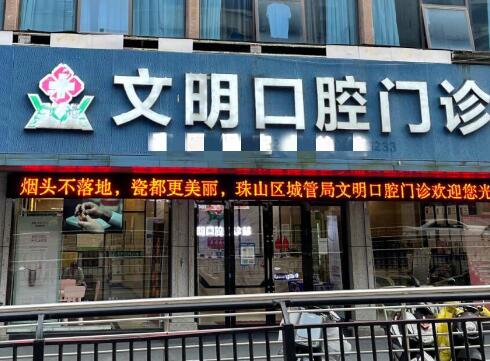 文明口腔门诊
233
烟头不落地，瓷都更美丽，珠山区城管局文明口腔门诊欢迎您光